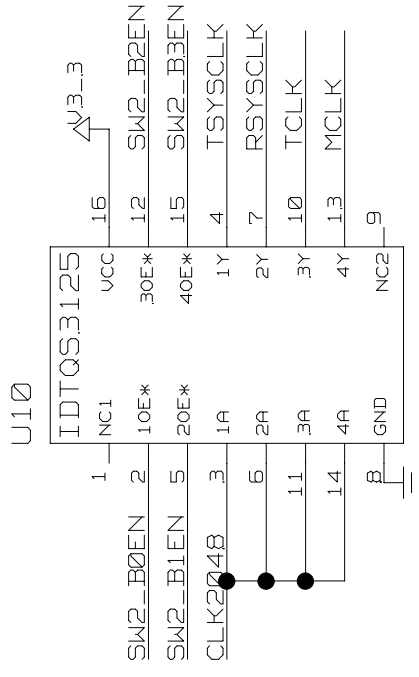 U10
IDTQS3125
V3_3
1 NC1 VCC 16
SW2_B0EN 2 1OE* 3OE* 12 SW2_B2EN
SW2_B1EN 5 2OE* 4OE* 15 SW2_B3EN
CLK2048 3 1A 1Y 4 TSYSCLK
6 2A 2Y 7 RSYSCLK
11 3A 3Y 10 TCLK
14 4A 4Y 13 MCLK
8 GND NC2 9